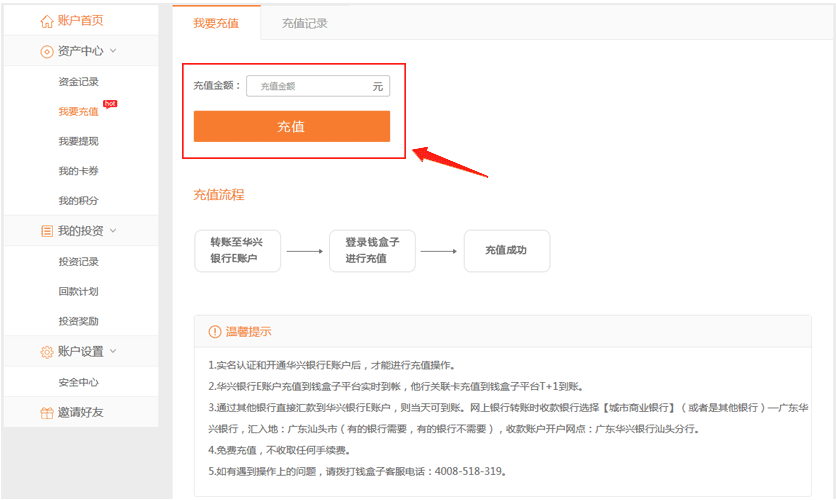 账户首页
资产中心
资金记录
我要充值
hot
我要提现
我的卡券
我的积分
我的投资
投资记录
回款计划
投资奖励
账户设置
安全中心
邀请好友
我要充值
充值记录
充值金额：
充值金额
元
充值
充值流程
转账至华兴
银行E账户
登录钱盒子
进行充值
充值成功
温馨提示
1.实名认证和开通华兴银行E账户后，才能进行充值操作。
2.华兴银行E账户充值到钱盒子平台实时到帐，他行关联卡充值到钱盒子平台T+1到账。
3.通过其他银行直接汇款到华兴银行E账户，则当天可到账。网上银行转账时收款银行选择【城市商业银行】（或者是其他银行）—广东华
兴银行，汇入地：广东汕头市（有的银行需要，有的银行不需要），收款账户开户网点：广东华兴银行汕头分行。
4.免费充值，不收取任何手续费。
5.如有遇到操作上的问题，请拨打钱盒子客服电话：4008-518-319。